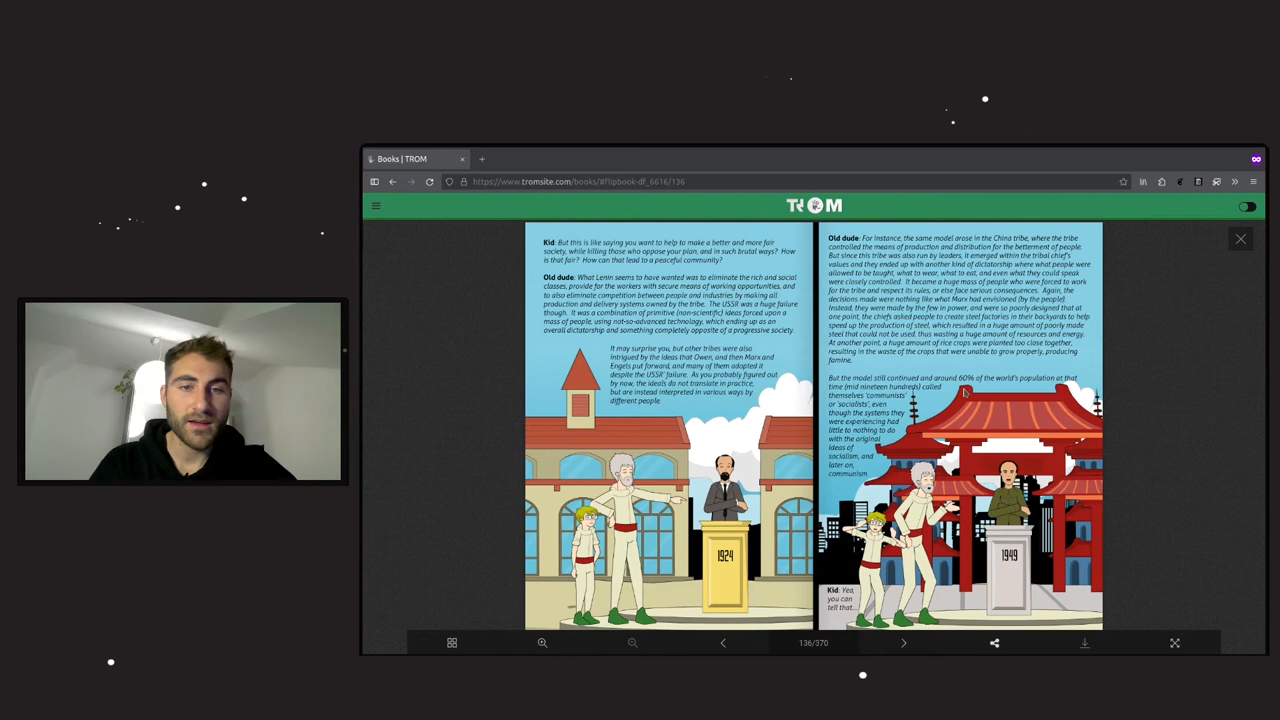 Books | TROM
https://www.tromsite.com/books/#flipbook-df_6616/136
TROM
Kid: But this is like saying you want to help to make a better and more fair
society, while killing those who oppose your plan, and in such brutal ways? How
is that fair? How can that lead to a peaceful community?
Old dude: What Lenin seems to have wanted was to eliminate the rich and social
classes, provide for the workers with secure means of working opportunities, and
to also eliminate competition between people and industries by making all
production and delivery systems owned by the tribe. The USSR was a huge failure
though. It was a combination of primitive (non-scientific) ideas forced upon a
mass of people, using not-so-advanced technology, which ending up as an
overall dictatorship and something completely opposite of a progressive society.
It may surprise you, but other tribes were also
intrigued by the ideas that Owen, and then Marx and
Engels put forward, and many of them adopted it
despite the USSR' failure. As you probably figured out
by now, the ideals do not translate in practice,
but are instead interpreted in various ways by
different people.
1924
Old dude: For instance, the same model arose in the China tribe, where the tribe
controlled the means of production and distribution for the betterment of people.
But since this tribe was also run by leaders, it emerged within the tribal chief's
values and they ended up with another kind of dictatorship where what people were
allowed to be taught, what to wear, what to eat, and even what they could speak
were closely controlled. It became a huge mass of people who were forced to work
for the tribe and respect its rules, or else face serious consequences. Again, the
decisions made were nothing like what Marx had envisioned (by the people).
Instead, they were made by the few in power, and were so poorly designed that at
one point, the chiefs asked people to create steel factories in their backyards to help
speed up the production of steel, which resulted in a huge amount of poorly made
steel that could not be used, thus wasting a huge amount of resources and energy.
At another point, a huge amount of rice crops were planted too close together,
resulting in the waste of the crops that were unable to grow properly, producing
famine.
But the model still continued and around 60% of the world's population at that
time (mid nineteen hundreds) called
themselves 'communists'
or 'socialists', even
though the systems they
were experiencing had
little to nothing to do
with the original
ideas of
socialism, and
later on,
communism.
1949
Kid: Yea,
you can
tell that...
136/370